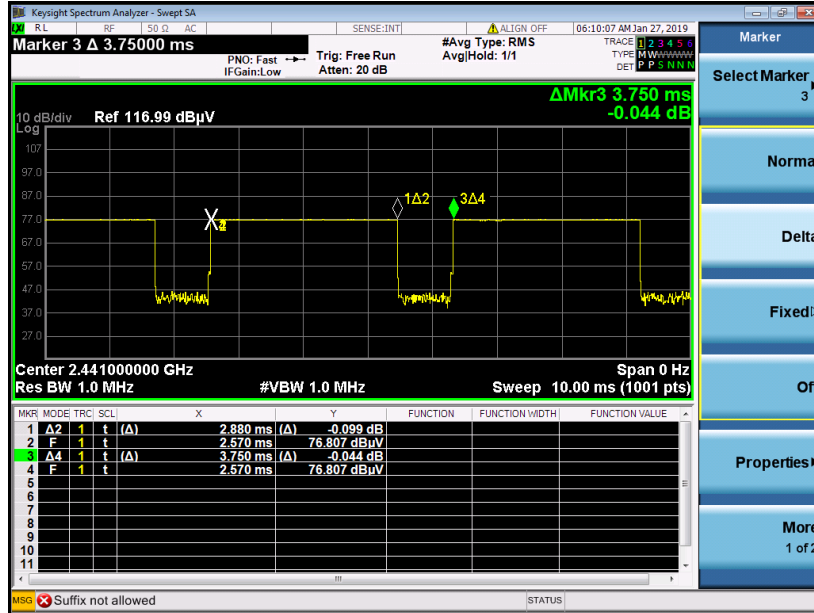 Keysight Spectrum Analyzer - Swept SA
LXI RL RF 50 Ω AC SENSE:INT ALIGN OFF 06:10:07 AM Jan 27, 2019
Marker 3 Δ 3.75000 ms
PNO: Fast
IFGain:Low
Trig: Free Run
Atten: 20 dB
#Avg Type: RMS
Avg|Hold: 1/1
TRACE 1 2 3 4 5 6
TYPE MWWWWW
DET P P S N N N
ΔMkr3 3.750 ms
-0.044 dB
10 dB/div Ref 116.99 dBµV
Log
107
97.0
87.0
77.0
67.0
57.0
47.0
37.0
27.0
1Δ2
3Δ4
Center 2.441000000 GHz Span 0 Hz
Res BW 1.0 MHz #VBW 1.0 MHz Sweep 10.00 ms (1001 pts)
MKR MODE TRC SCL X Y FUNCTION FUNCTION WIDTH FUNCTION VALUE
1 Δ2 1 t (Δ) 2.880 ms (Δ) -0.099 dB
2 F 1 t 2.570 ms 76.807 dBµV
3 Δ4 1 t (Δ) 3.750 ms (Δ) -0.044 dB
4 F 1 t 2.570 ms 76.807 dBµV
5
6
7
8
9
10
11
MSG Suffix not allowed STATUS
Marker
Select Marker
3
Norma
Delta
Fixed
Of
Properties
More
1 of 2